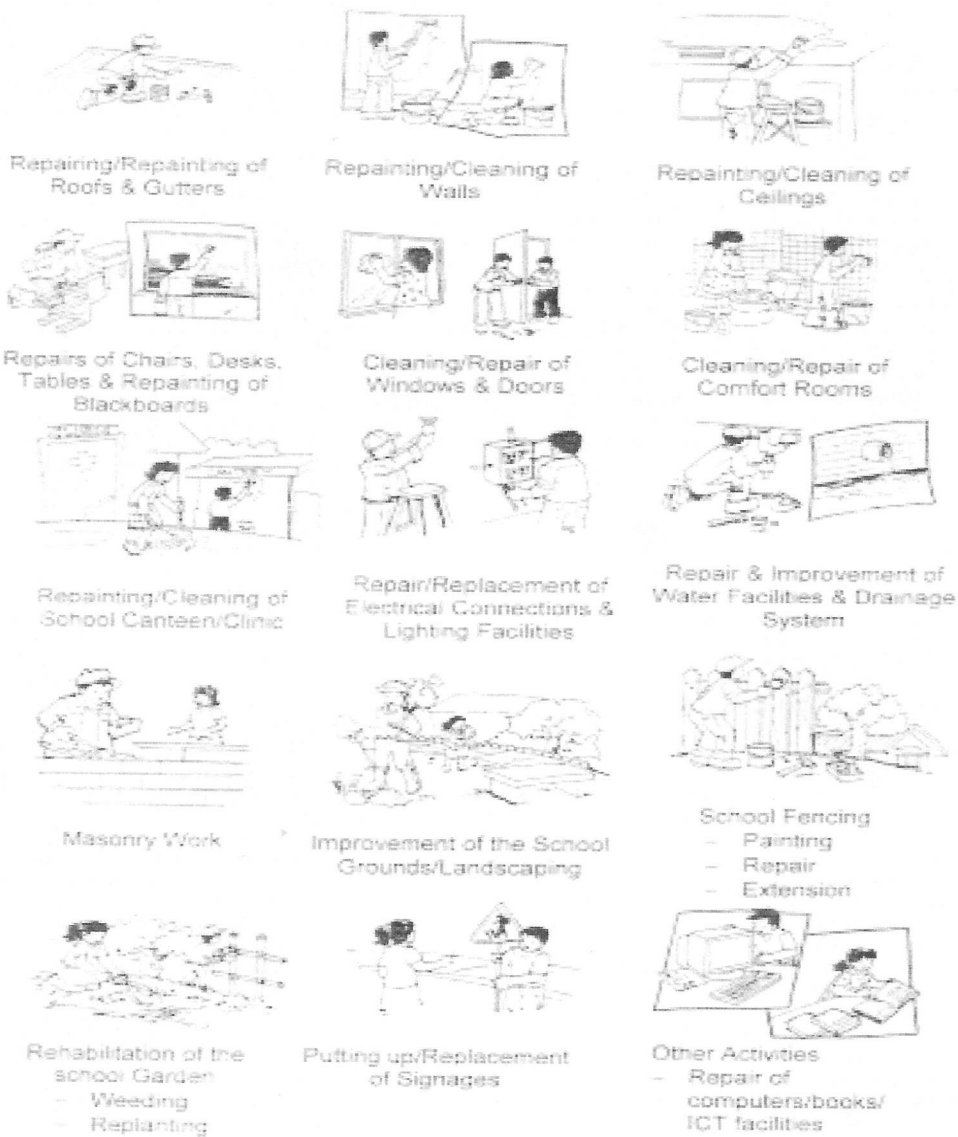 Repairing/Repainting of
Roofs & Gutters
Repainting/Cleaning of
Walls
Repainting/Cleaning of
Ceilings
Repairs of Chairs, Desks,
Tables & Repainting of
Blackboards
Cleaning/Repair of
Windows & Doors
Cleaning/Repair of
Comfort Rooms
Repainting/Cleaning of
School Canteen/Clinic
Repair/Replacement of
Electrical Connections &
Lighting Facilities
Repair & Improvement of
Water Facilities & Drainage
System
Masonry Work
Improvement of the School
Grounds/Landscaping
School Fencing
- Painting
- Repair
- Extension
Rehabilitation of the
school Garden
- Weeding
- Replanting
Putting up/Replacement
of Signages
Other Activities
- Repair of
computers/books/
ICT facilities